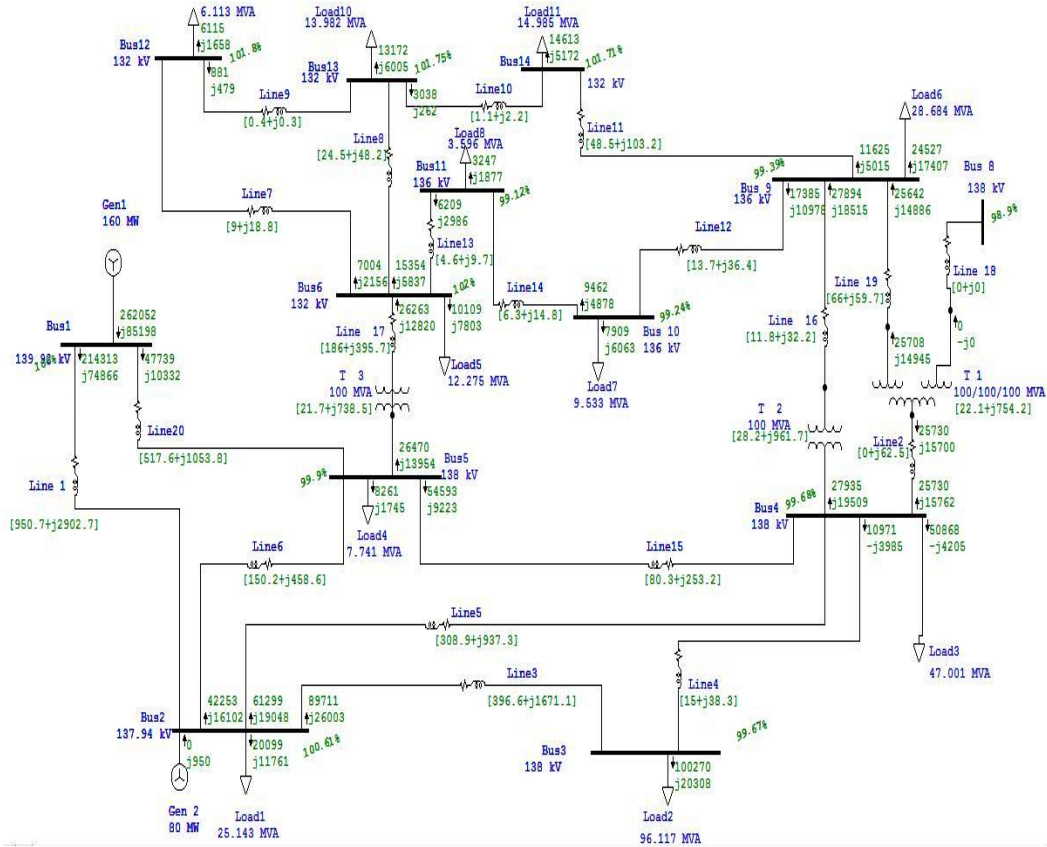 6.113 MVA
Load10
13.982 MVA
Load11
14.985 MVA
Bus12
132 kV
6115
j1658
101.8%
881
j479
Bus13
132 kV
13172
j6005
101.75%
3038
j262
Bus14
132 kV
14613
j5172
101.71%
Line9
[0.4+j0.3]
Line10
[1.1+j2.2]
Line11
[48.5+j103.2]
Line8
[24.5+j48.2]
Load8
3.596 MVA
Load6
28.684 MVA
Bus11
136 kV
3247
j1877
99.12%
6209
j2986
Bus 9
136 kV
99.39%
11625
j5015
24527
j17407
17385
j10978
27894
j18515
25642
j14886
Bus 8
138 kV
98.9%
Gen1
160 MW
Line7
[9+j18.8]
Line13
[4.6+j9.7]
Line12
[13.7+j36.4]
Line 18
[0+j0]
Bus6
132 kV
7004
j2156
15354
j5837
102%
26263
j12820
10109
j7803
Line14
[6.3+j14.8]
9462
j4878
99.24%
7909
j6063
Bus 10
136 kV
Line 19
[66+j59.7]
Line 16
[11.8+j32.2]
Line 17
[186+j395.7]
Load5
12.275 MVA
Load7
9.533 MVA
Bus1
262052
j85198
214313
j74866
47739
j10332
T 3
100 MVA
[21.7+j738.5]
25708
j14945
0
-j0
T 1
100/100/100 MVA
[22.1+j754.2]
T 2
100 MVA
[28.2+j961.7]
25730
j15700
Line2
[0+j62.5]
Line20
[517.6+j1053.8]
Line 1
[950.7+j2902.7]
26470
j13954
Bus5
138 kV
99.9%
8261
j1745
54593
j9223
Load4
7.741 MVA
99.68%
27935
j19509
25730
j15762
Bus4
138 kV
10971
-j3985
50868
-j4205
Line6
[150.2+j458.6]
Line15
[80.3+j253.2]
Line5
[308.9+j937.3]
Load3
47.001 MVA
Line3
[396.6+j1671.1]
Line4
[15+j38.3]
Bus2
137.94 kV
42253
j16102
61299
j19048
89711
j26003
100.61%
0
j950
20099
j11761
Bus3
138 kV
99.67%
100270
j20308
Gen 2
80 MW
Load1
25.143 MVA
Load2
96.117 MVA